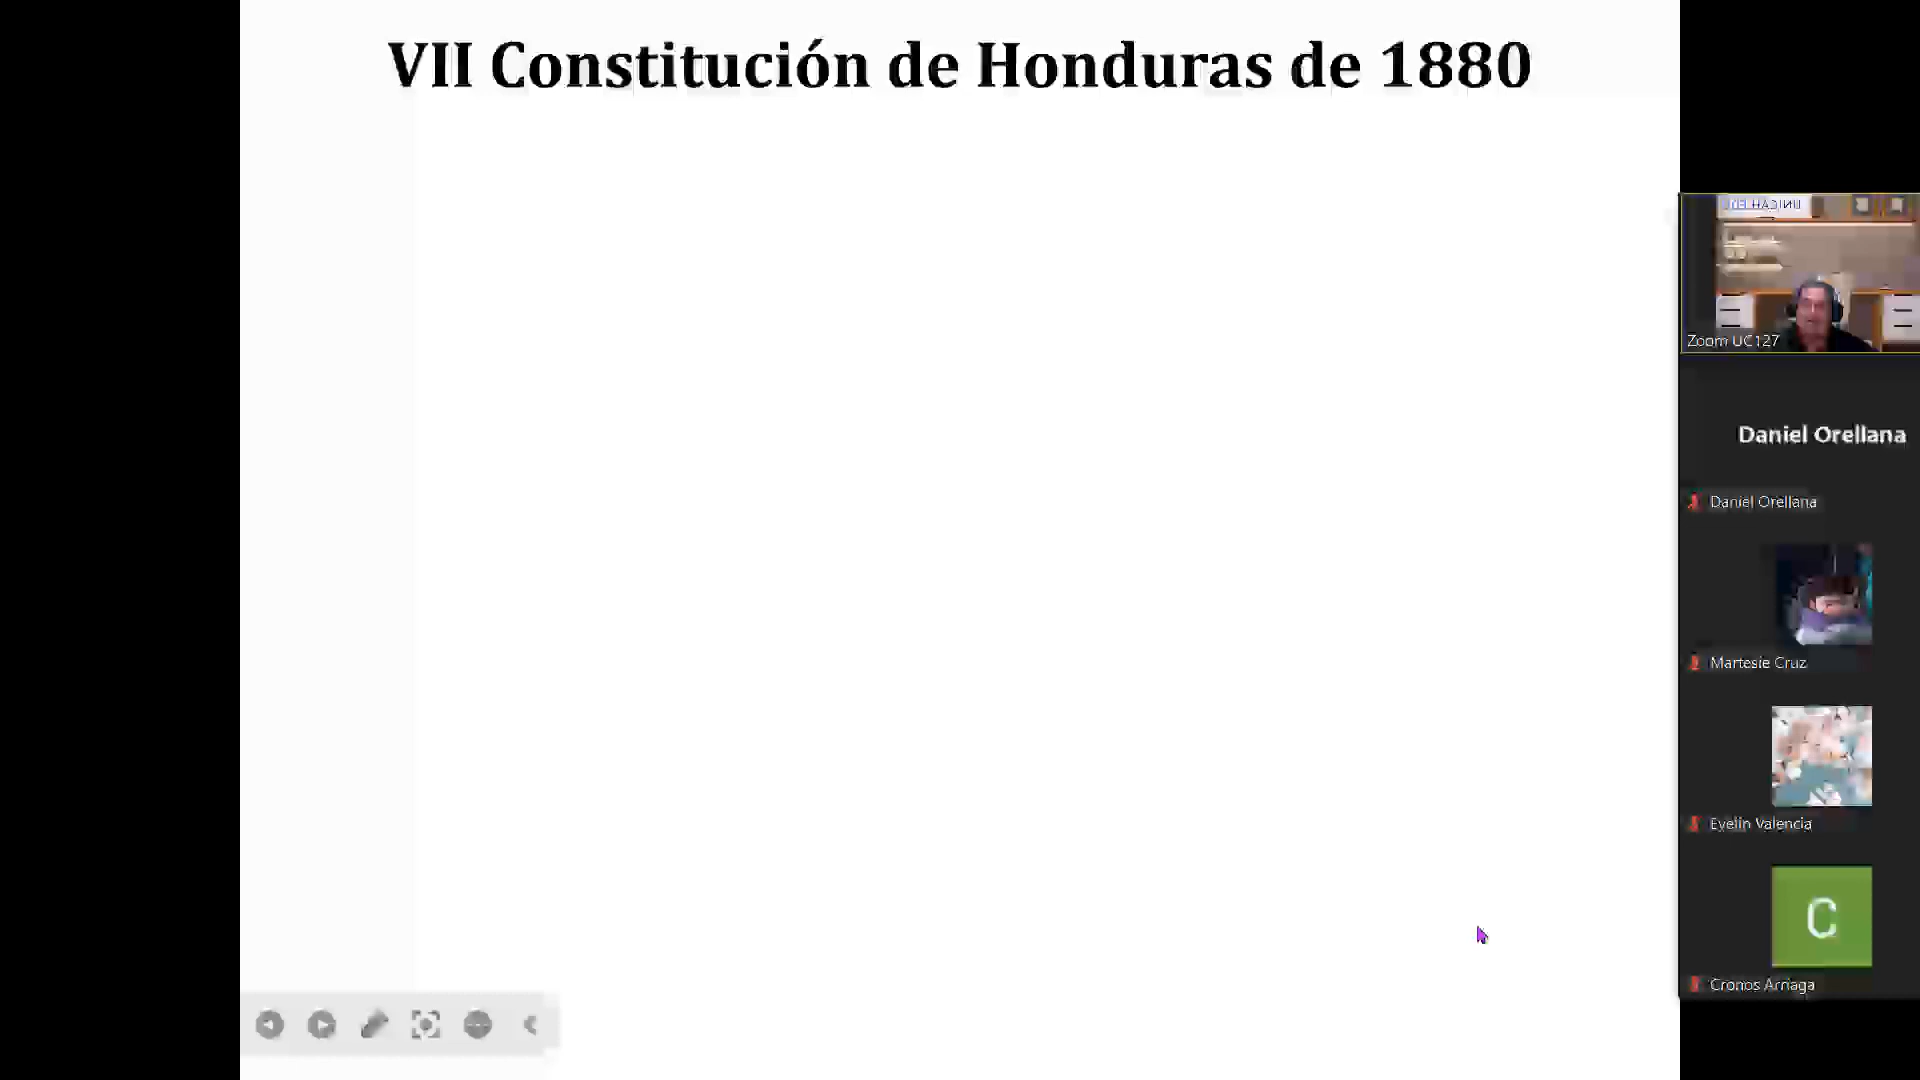 VII Constitución de Honduras de 1880
Zoom UC127
Daniel Orellana
Daniel Orellana
Martesie Cruz
Evelin Valencia
C
Cronos Arriaga